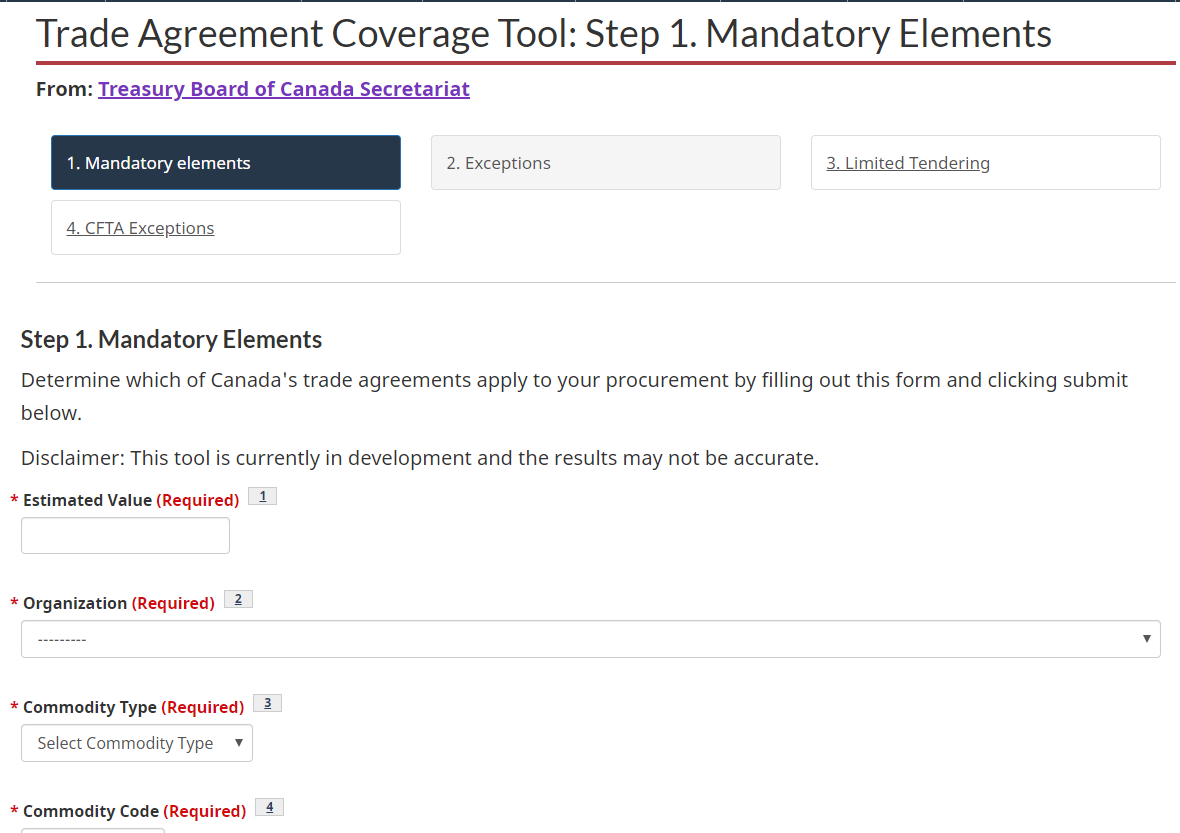 Trade Agreement Coverage Tool: Step 1. Mandatory Elements
From: Treasury Board of Canada Secretariat
1. Mandatory elements
2. Exceptions
3. Limited Tendering
4. CFTA Exceptions
Step 1. Mandatory Elements
Determine which of Canada's trade agreements apply to your procurement by filling out this form and clicking submit
below.
Disclaimer: This tool is currently in development and the results may not be accurate.
* Estimated Value (Required) 1
* Organization (Required) 2
---------
* Commodity Type (Required) 3
Select Commodity Type
* Commodity Code (Required) 4